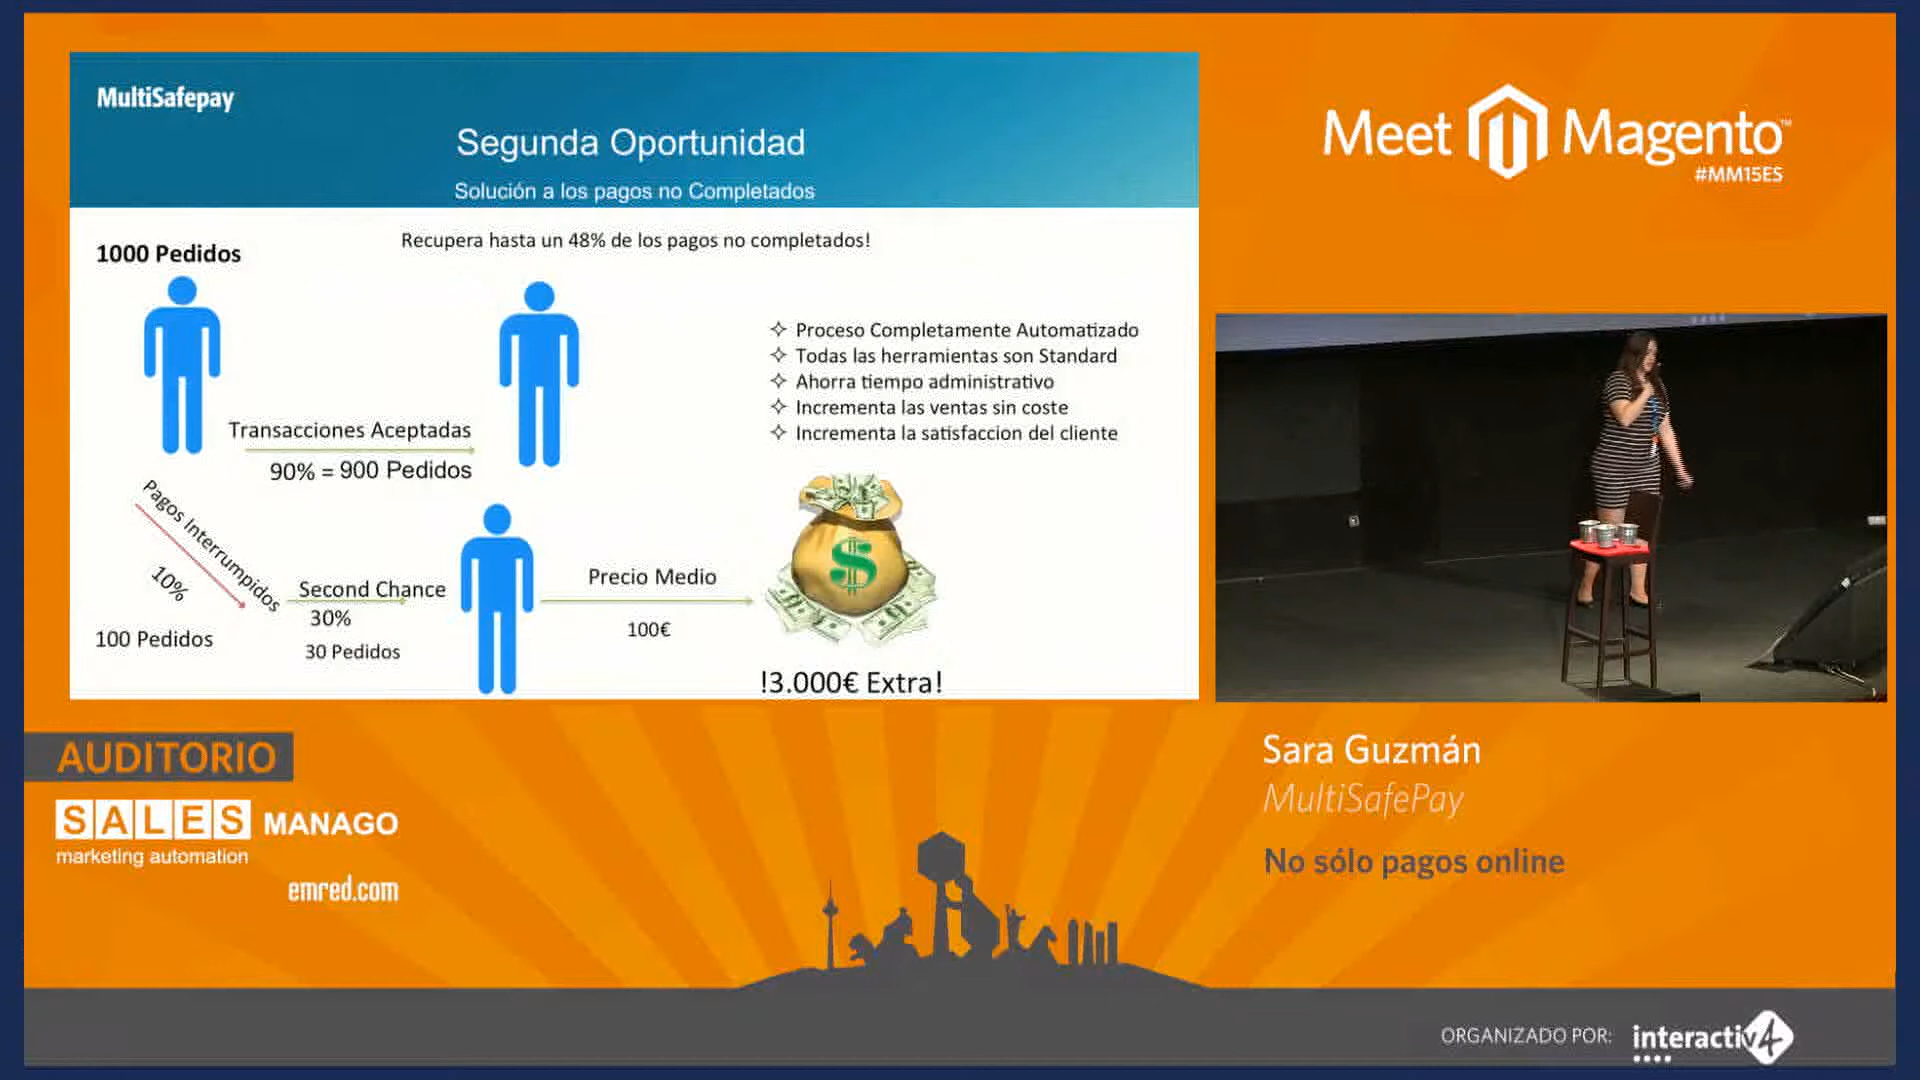 MultiSafepay
Segunda Oportunidad
Solución a los pagos no Completados
1000 Pedidos
Recupera hasta un 48% de los pagos no completados!
Proceso Completamente Automatizado
Todas las herramientas son Standard
Ahorra tiempo administrativo
Incrementa las ventas sin coste
Incrementa la satisfaccion del cliente
Transacciones Aceptadas
90% = 900 Pedidos
Pagos Interrumpidos
10%
100 Pedidos
Second Chance
30%
30 Pedidos
Precio Medio
100€
$
!3.000€ Extra!
Meet Magento™
#MM15ES
Sara Guzmán
MultiSafePay
No sólo pagos online
AUDITORIO
SALES MANAGO
marketing automation
emred.com
ORGANIZADO POR: interactiv4